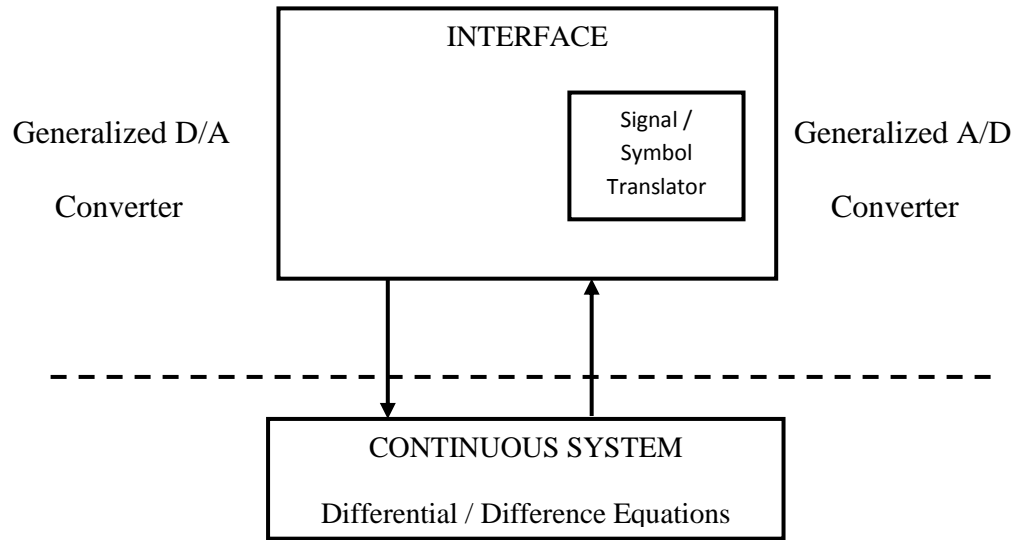 INTERFACE
Generalized D/A
Converter
Signal /
Symbol
Translator
Generalized A/D
Converter
CONTINUOUS SYSTEM
Differential / Difference Equations